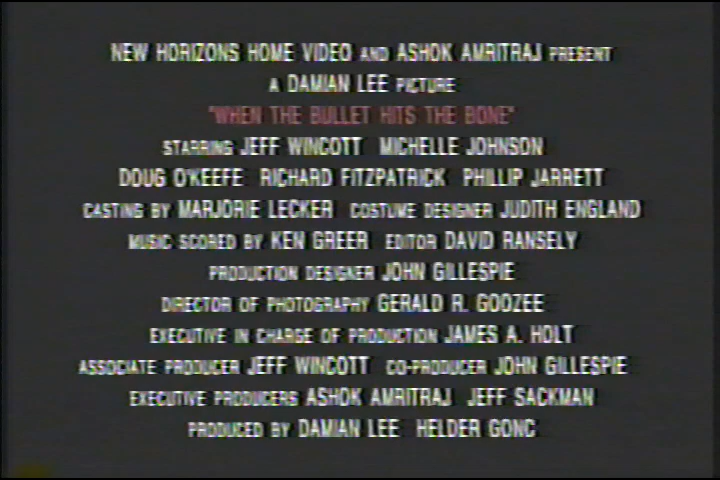 NEW HORIZONS HOME VIDEO AND ASHOK AMRITRAJ PRESENT
A DAMIAN LEE PICTURE
"WHEN THE BULLET HITS THE BONE"
STARRING JEFF WINCOTT MICHELLE JOHNSON
DOUG O'KEEFE RICHARD FITZPATRICK PHILLIP JARRETT
CASTING BY MARJORIE LECKER COSTUME DESIGNER JUDITH ENGLAND
MUSIC SCORED BY KEN GREER EDITOR DAVID RANSELY
PRODUCTION DESIGNER JOHN GILLESPIE
DIRECTOR OF PHOTOGRAPHY GERALD R. GOOZEE
EXECUTIVE IN CHARGE OF PRODUCTION JAMES A. HOLT
ASSOCIATE PRODUCER JEFF WINCOTT CO-PRODUCER JOHN GILLESPIE
EXECUTIVE PRODUCERS ASHOK AMRITRAJ JEFF SACKMAN
PRODUCED BY DAMIAN LEE HELDER GONC